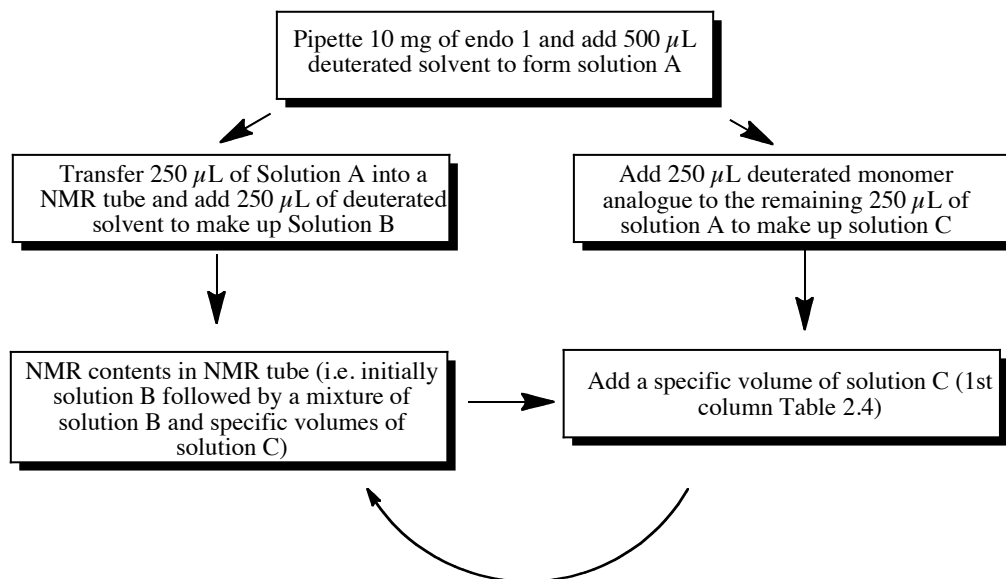 Pipette 10 mg of endo 1 and add 500 µL
deuterated solvent to form solution A
Transfer 250 µL of Solution A into a
NMR tube and add 250 µL of deuterated
solvent to make up Solution B
Add 250 µL deuterated monomer
analogue to the remaining 250 µL of
solution A to make up solution C
NMR contents in NMR tube (i.e. initially
solution B followed by a mixture of
solution B and specific volumes of
solution C)
Add a specific volume of solution C (1st
column Table 2.4)